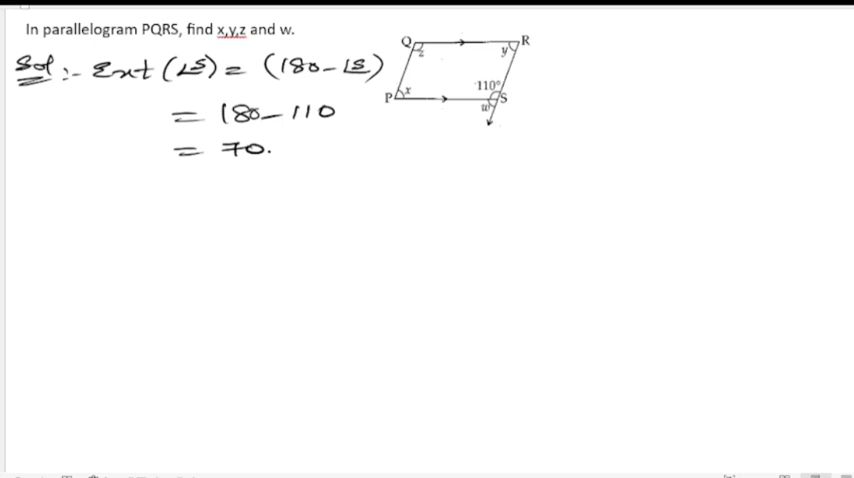 In parallelogram PQRS, find x,y,z and w.
Sol :- Ext (∠S) = (180-∠S)
= 180-110
= 70.
Q
R
z
y
110°
P
x
S
w